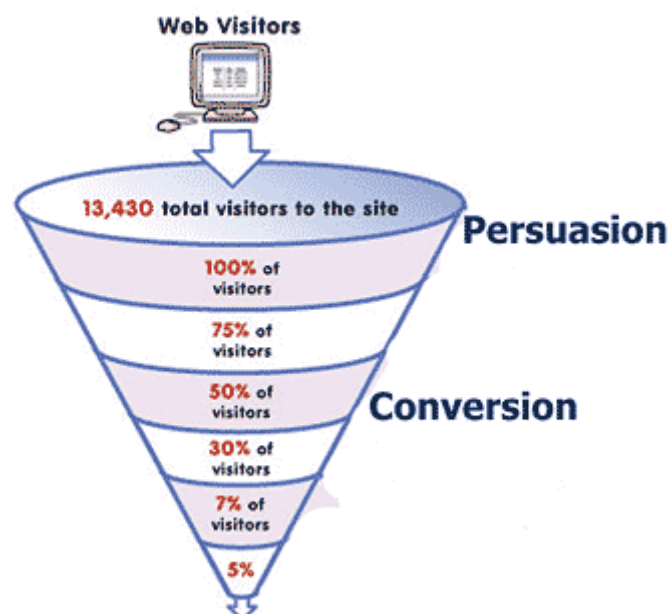 Web Visitors
13,430 total visitors to the site
Persuasion
100% of
visitors
75% of
visitors
50% of
visitors
Conversion
30% of
visitors
7% of
visitors
5%